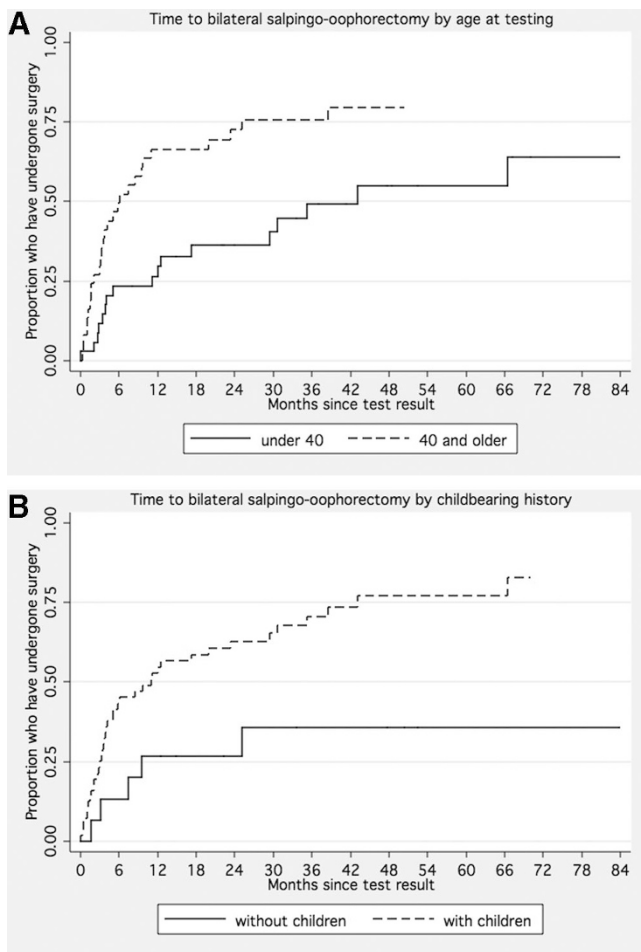 A
Time to bilateral salpingo-oophorectomy by age at testing
Proportion who have undergone surgery
1.00
0.75
0.50
0.25
0.00
0 6 12 18 24 30 36 42 48 54 60 66 72 78 84
Months since test result
under 40 40 and older
B
Time to bilateral salpingo-oophorectomy by childbearing history
Proportion who have undergone surgery
1.00
0.75
0.50
0.25
0.00
0 6 12 18 24 30 36 42 48 54 60 66 72 78 84
Months since test result
without children with children